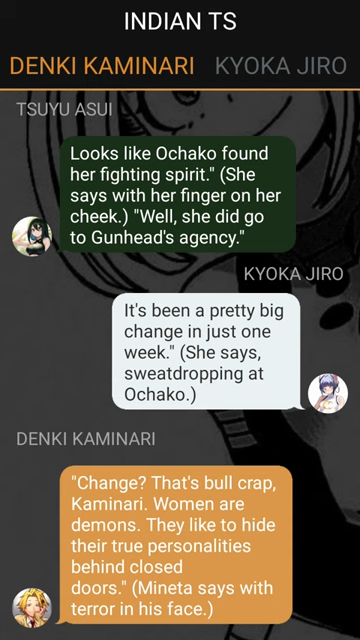 INDIAN TS
DENKI KAMINARI KYOKA JIRO
TSUYU ASUI
Looks like Ochako found
her fighting spirit." (She
says with her finger on her
cheek.) "Well, she did go
to Gunhead's agency."
KYOKA JIRO
It's been a pretty big
change in just one
week." (She says,
sweatdropping at
Ochako.)
DENKI KAMINARI
"Change? That's bull crap,
Kaminari. Women are
demons. They like to hide
their true personalities
behind closed
doors." (Mineta says with
terror in his face.)